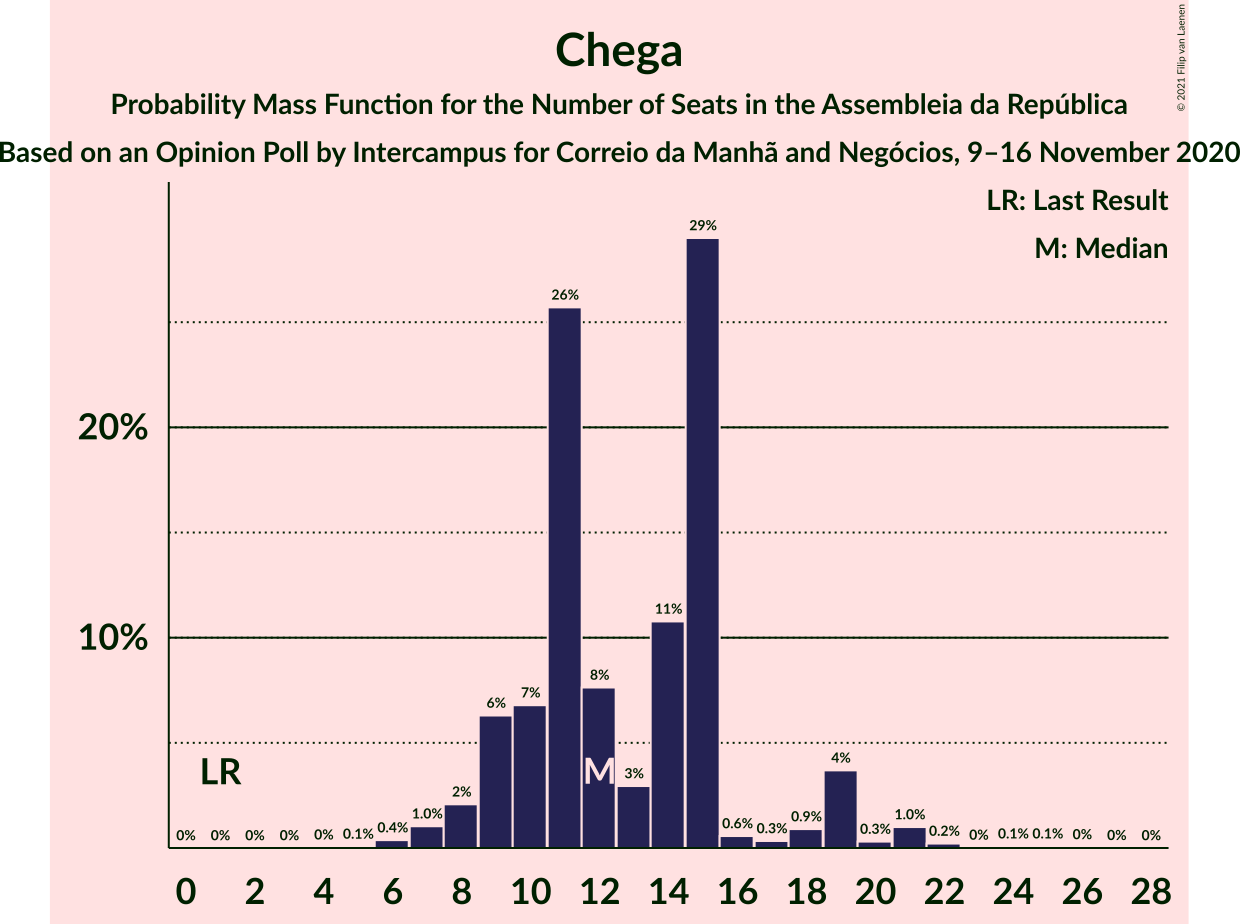 Chega
Probability Mass Function for the Number of Seats in the Assembleia da República
Based on an Opinion Poll by Intercampus for Correio da Manhã and Negócios, 9–16 November 2020
© 2021 Filip van Laenen
LR: Last Result
M: Median
20%
10%
0% 0% 0% 0% 0% 0.1% 0.4% 1.0% 2% 6% 7% 26% 8% 3% 11% 29% 0.6% 0.3% 0.9% 4% 0.3% 1.0% 0.2% 0% 0.1% 0.1% 0% 0% 0%
LR
M
0 2 4 6 8 10 12 14 16 18 20 22 24 26 28